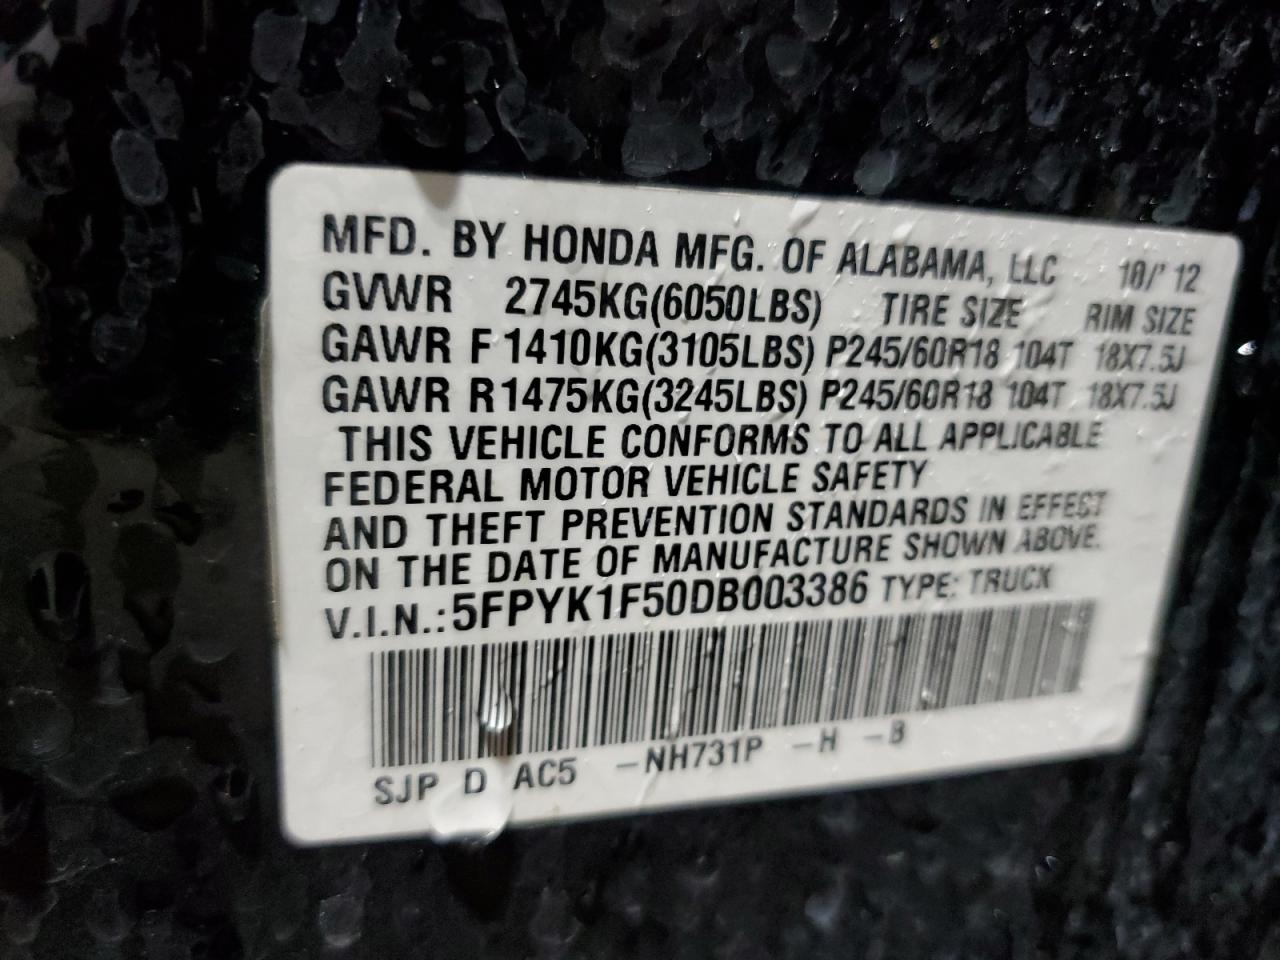 MFD. BY HONDA MFG. OF ALABAMA, LLC 10/'12
GVWR 2745KG(6050LBS) TIRE SIZE RIM SIZE
GAWR F 1410KG(3105LBS) P245/60R18 104T 18X7.5J
GAWR R 1475KG(3245LBS) P245/60R18 104T 18X7.5J
THIS VEHICLE CONFORMS TO ALL APPLICABLE
FEDERAL MOTOR VEHICLE SAFETY
AND THEFT PREVENTION STANDARDS IN EFFECT
ON THE DATE OF MANUFACTURE SHOWN ABOVE.
V.I.N.: 5FPYK1F50DB003386 TYPE: TRUCK
SJP D AC5 -NH731P -H -B